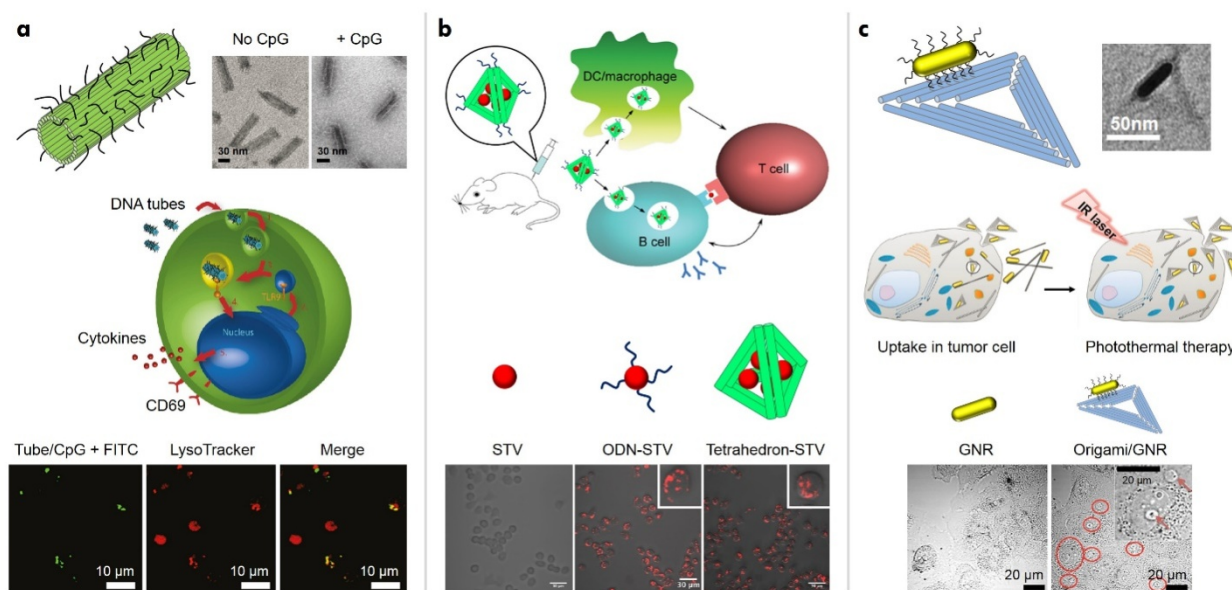 a
No CpG + CpG
30 nm 30 nm
DNA tubes
Nucleus
Cytokines
CD69
Tube/CpG + FITC LysoTracker Merge
10 µm 10 µm 10 µm
b
DC/macrophage
T cell
B cell
STV ODN-STV Tetrahedron-STV
30 µm
c
50nm
IR laser
Uptake in tumor cell Photothermal therapy
GNR Origami/GNR
20 µm
20 µm 20 µm